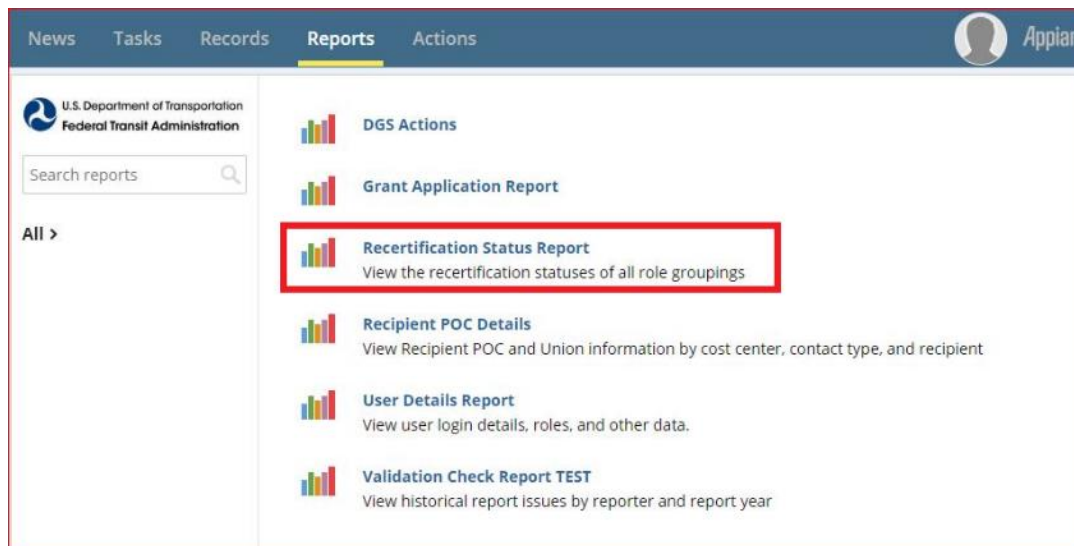 News Tasks Records Reports Actions
U.S. Department of Transportation
Federal Transit Administration
Search reports
All >
DGS Actions
Grant Application Report
Recertification Status Report
View the recertification statuses of all role groupings
Recipient POC Details
View Recipient POC and Union information by cost center, contact type, and recipient
User Details Report
View user login details, roles, and other data.
Validation Check Report TEST
View historical report issues by reporter and report year